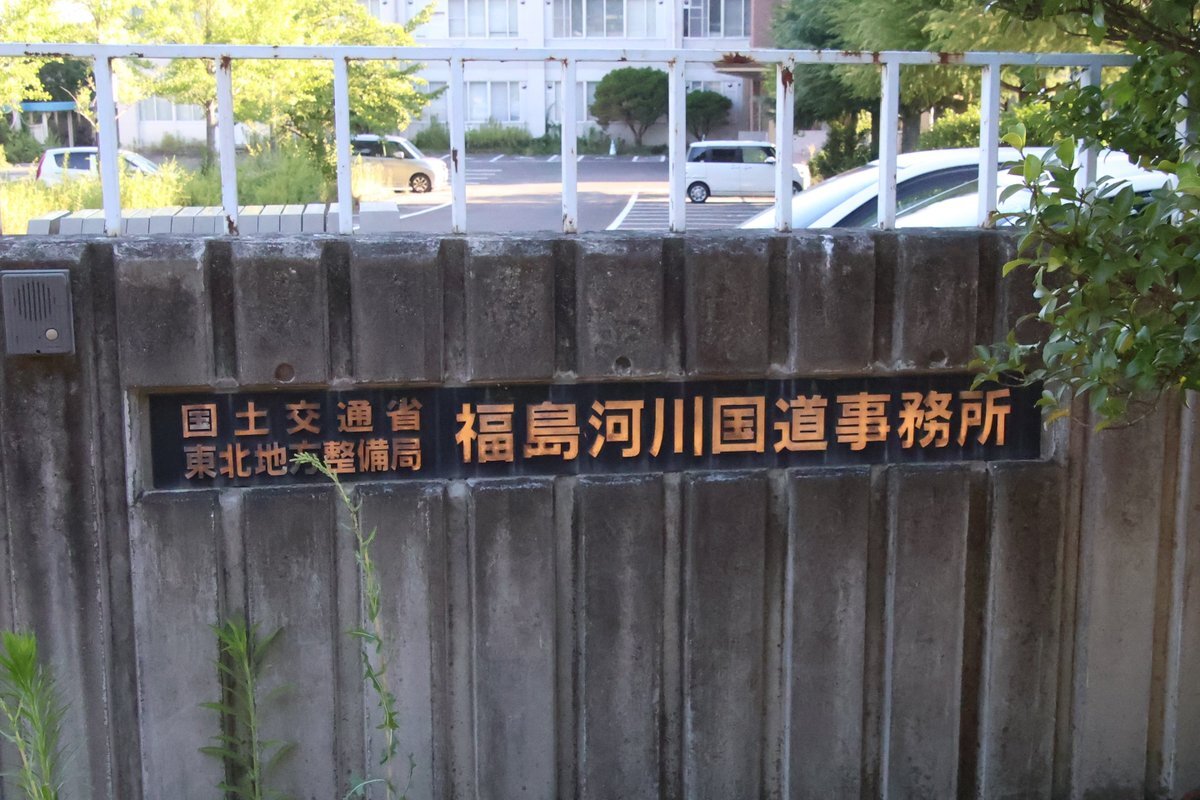 国土交通省
東北地方整備局
福島河川国道事務所